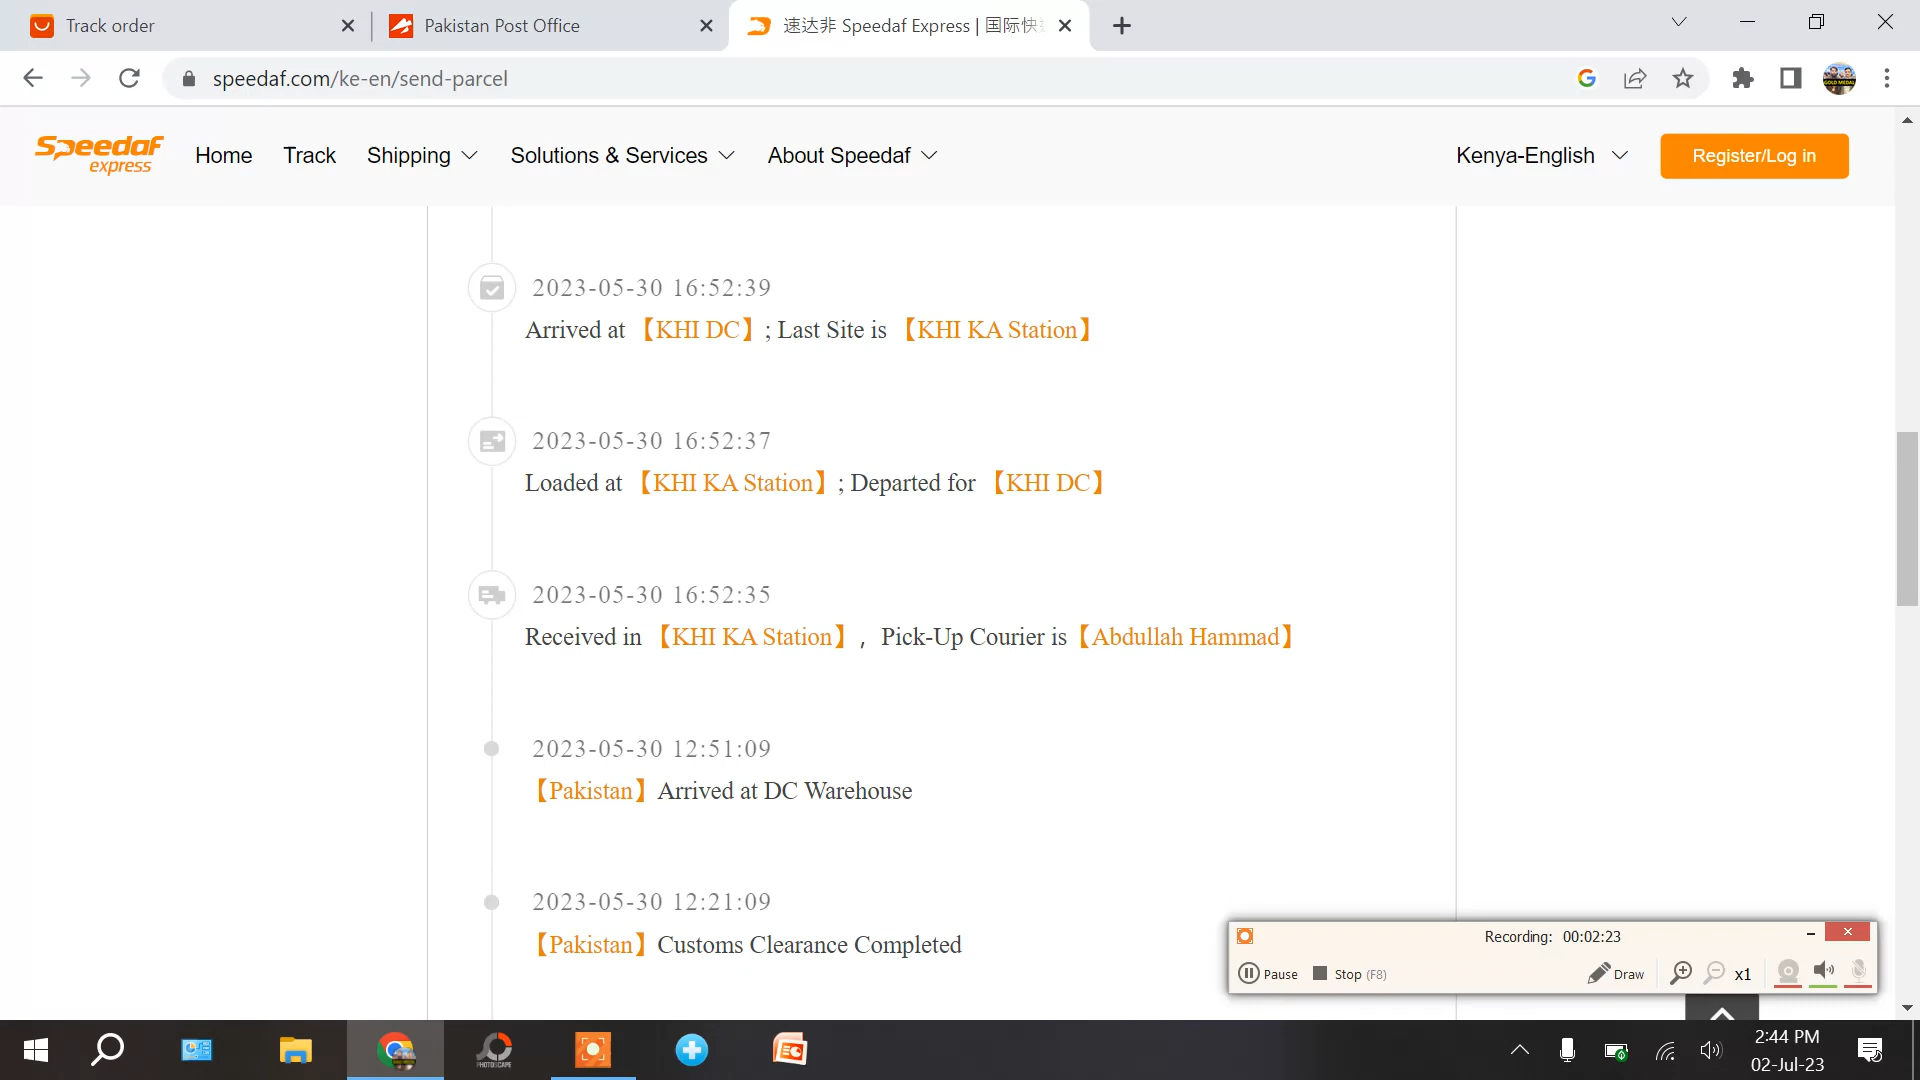 Track order
Pakistan Post Office
速达非 Speedaf Express | 国际快
speedaf.com/ke-en/send-parcel
Speedaf express
Home
Track
Shipping
Solutions & Services
About Speedaf
Kenya-English
Register/Log in
2023-05-30 16:52:39
Arrived at 【KHI DC】; Last Site is 【KHI KA Station】
2023-05-30 16:52:37
Loaded at 【KHI KA Station】; Departed for 【KHI DC】
2023-05-30 16:52:35
Received in 【KHI KA Station】，Pick-Up Courier is【Abdullah Hammad】
2023-05-30 12:51:09
【Pakistan】Arrived at DC Warehouse
2023-05-30 12:21:09
【Pakistan】Customs Clearance Completed
Recording: 00:02:23
Pause
Stop (F8)
Draw
x1
PHOTOSCAPE
2:44 PM
02-Jul-23